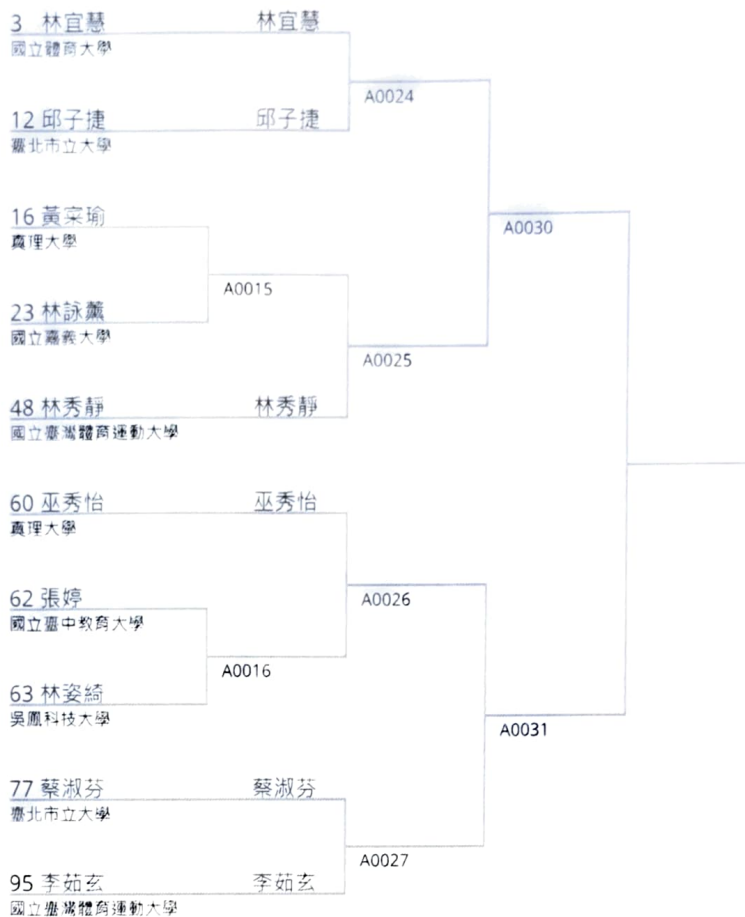 3 林宜慧 林宜慧
國立體育大學
A0024
12 邱子捷 邱子捷
臺北市立大學
16 黃寀瑜
真理大學
A0030
A0015
23 林詠薰
國立嘉義大學
A0025
48 林秀靜 林秀靜
國立臺灣體育運動大學
60 巫秀怡 巫秀怡
真理大學
62 張婷
國立臺中教育大學
A0026
A0016
63 林姿綺
吳鳳科技大學
A0031
77 蔡淑芬 蔡淑芬
臺北市立大學
A0027
95 李茹玄 李茹玄
國立臺灣體育運動大學